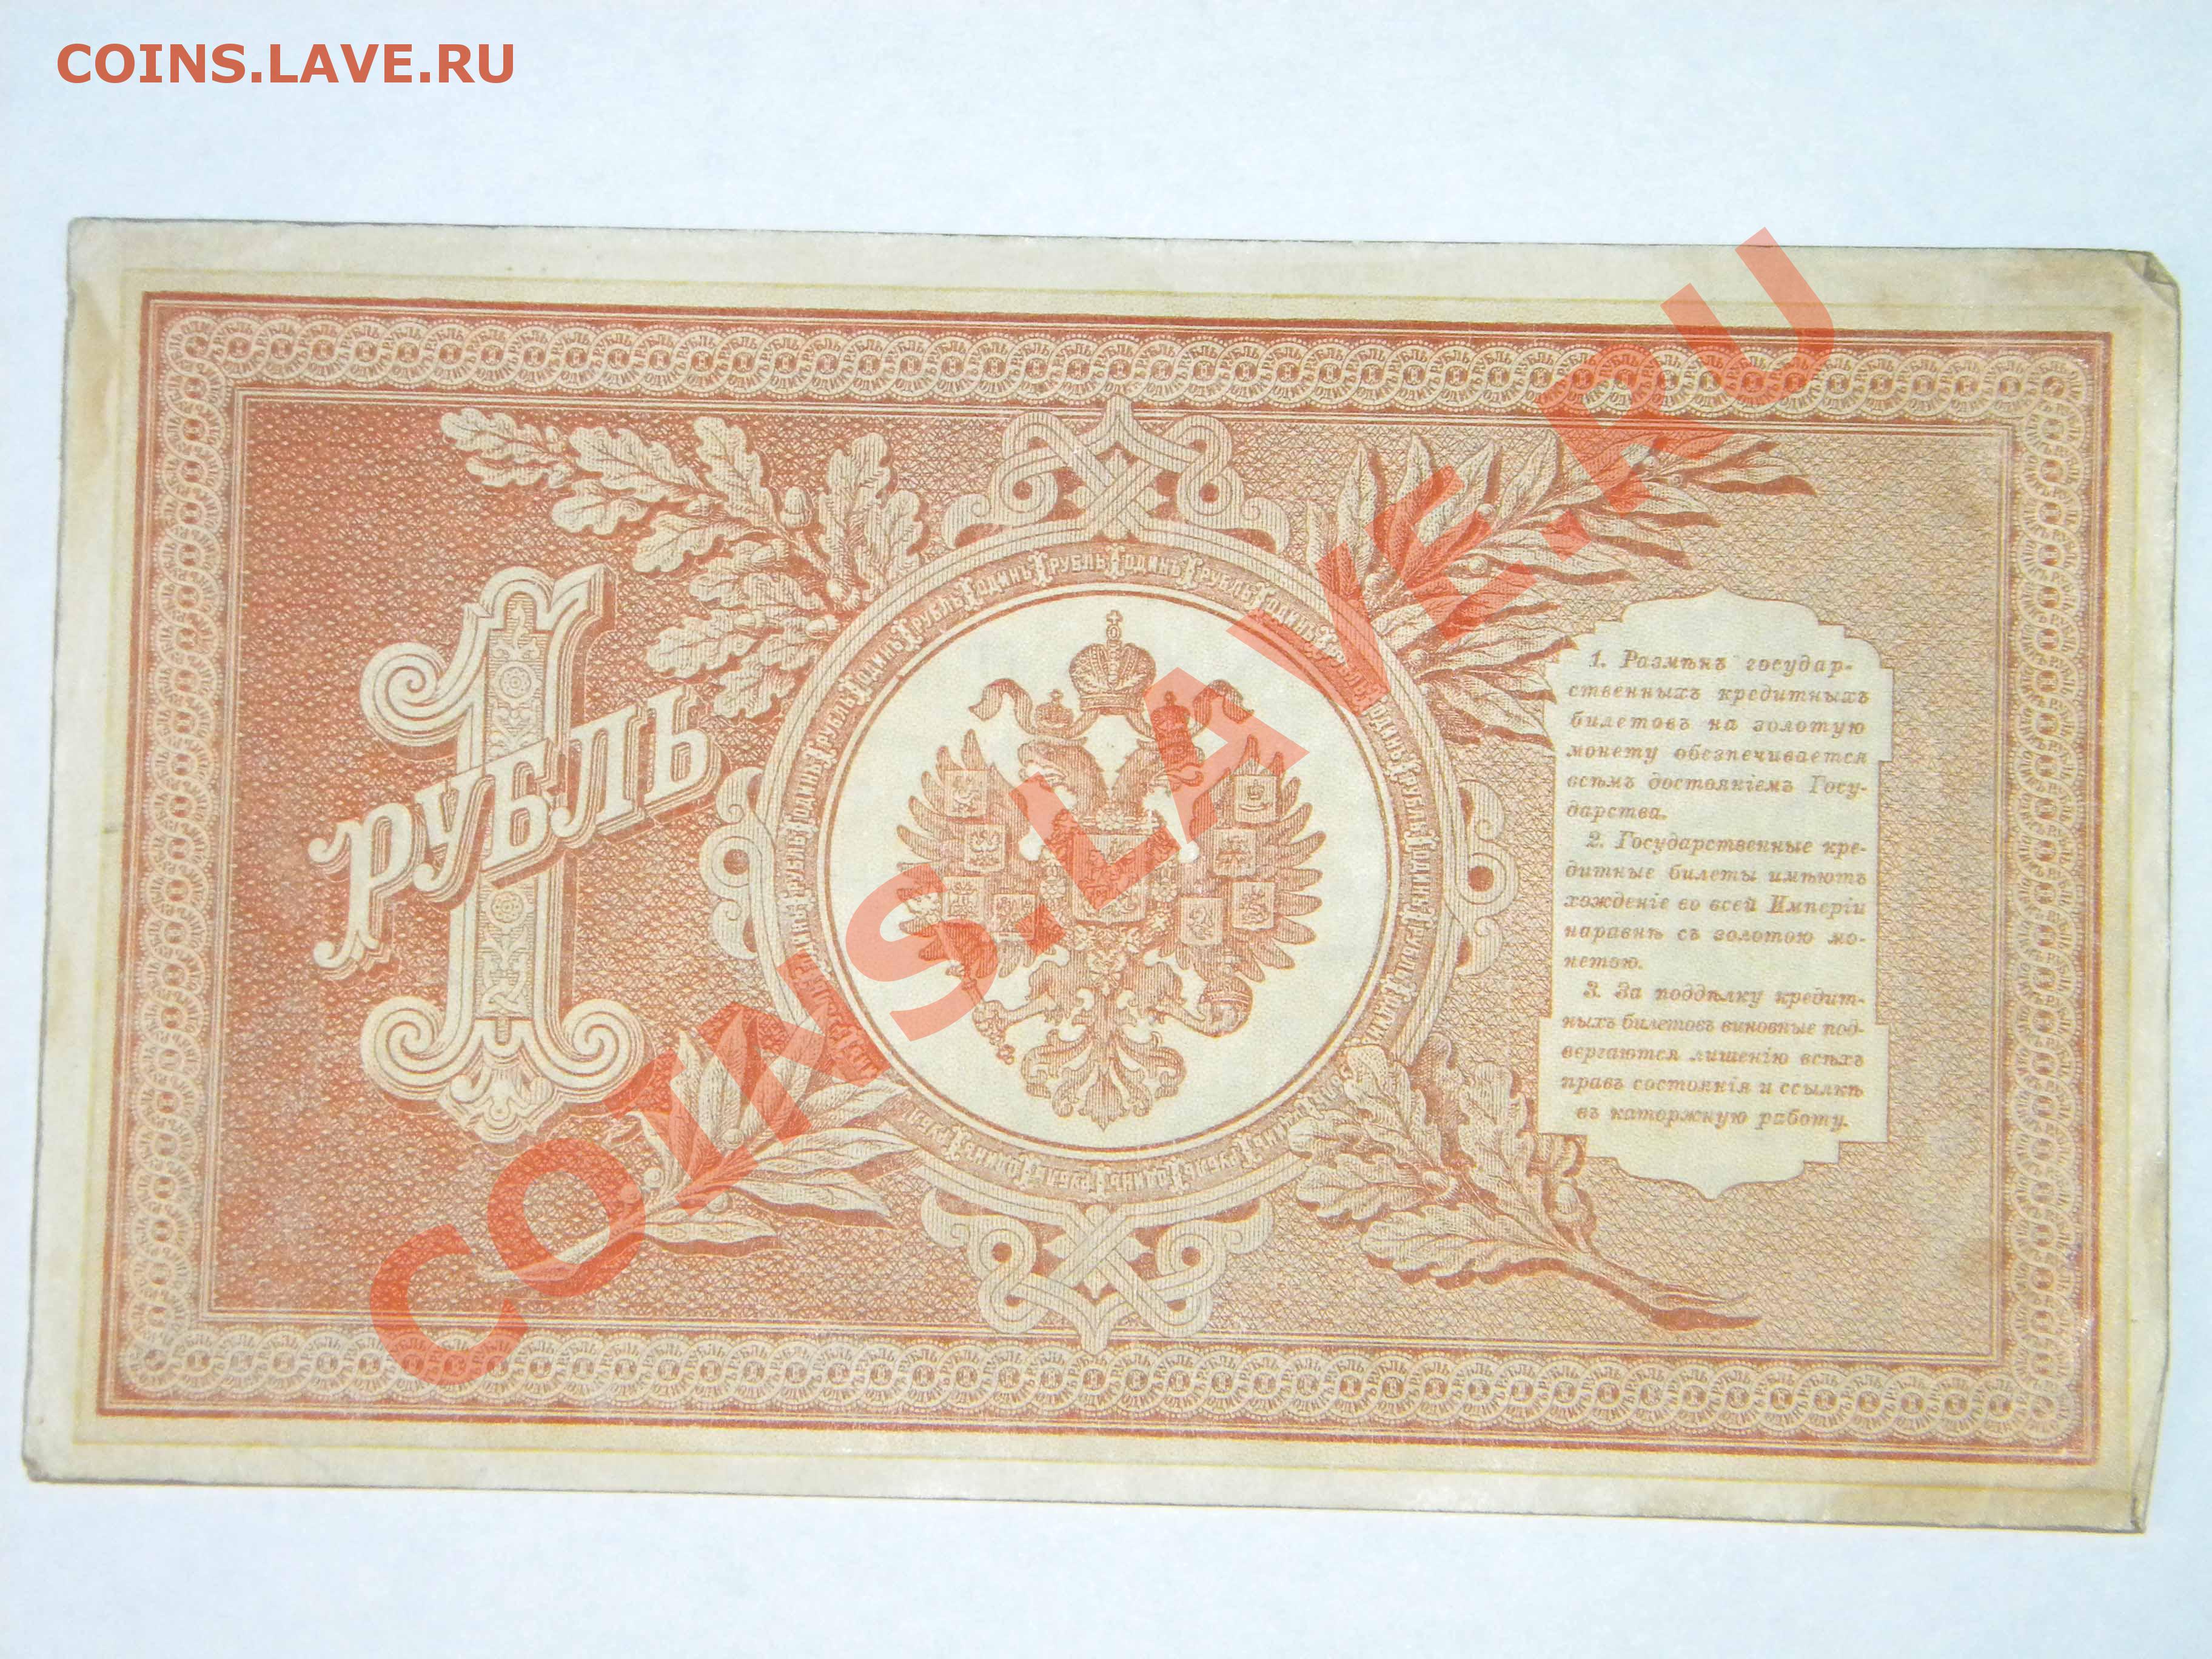 COINS.LAVE.RU
1
РУБЛЬ
1. Размѣнъ государ-
ственныхъ кредитныхъ
билетовъ на золотую
монету обезпечивается
всѣмъ достояніемъ Госу-
дарства.
2. Государственные кре-
дитные билеты имѣютъ
хожденіе во всей Имперіи
наравнѣ съ золотою мо-
нетою.
3. За поддѣлку кредит-
ныхъ билетовъ виновные под-
вергаются лишенію всѣхъ
правъ состоянія и ссылкѣ
въ каторжную работу.
COINS.LAVE.RU